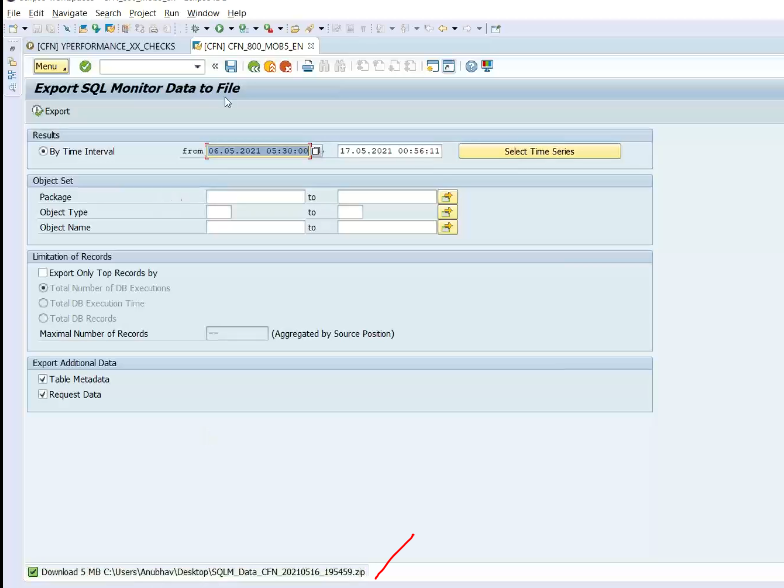 File Edit Navigate Search Project Run Window Help
[CFN] YPERFORMANCE_XX_CHECKS [CFN] CFN_800_MOB5_EN
Menu
Export SQL Monitor Data to File
Export
Results
By Time Interval from 06.05.2021 05:30:00 - 17.05.2021 00:56:11 Select Time Series
Object Set
Package to
Object Type to
Object Name to
Limitation of Records
Export Only Top Records by
Total Number of DB Executions
Total DB Execution Time
Total DB Records
Maximal Number of Records (Aggregated by Source Postion)
Export Additional Data
Table Metadata
Request Data
Download 5 MB C:\Users\Anubhav\Desktop\SQLM_Data_CFN_20210516_195459.zip